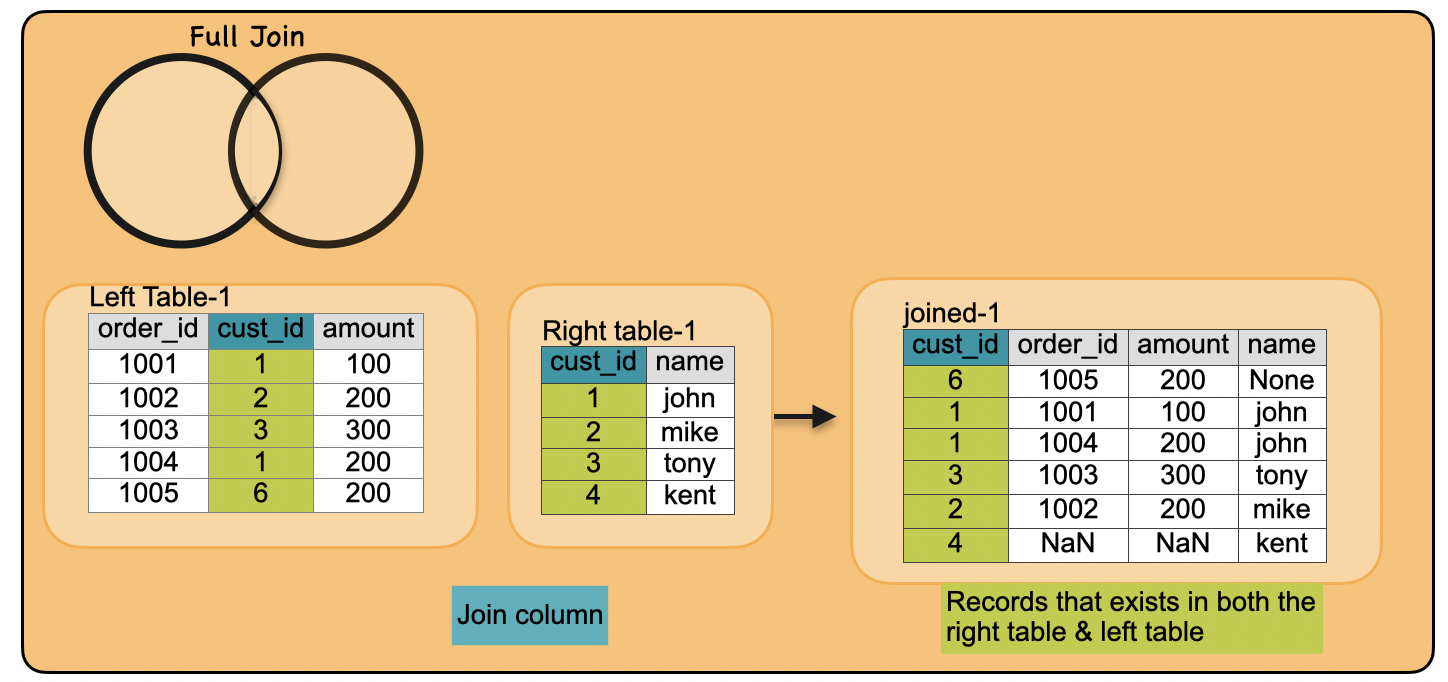 Full Join
Left Table-1
order_id cust_id amount
1001 1 100
1002 2 200
1003 3 300
1004 1 200
1005 6 200
Right table-1
cust_id name
1 john
2 mike
3 tony
4 kent
joined-1
cust_id order_id amount name
6 1005 200 None
1 1001 100 john
1 1004 200 john
3 1003 300 tony
2 1002 200 mike
4 NaN NaN kent
Join column
Records that exists in both the
right table & left table